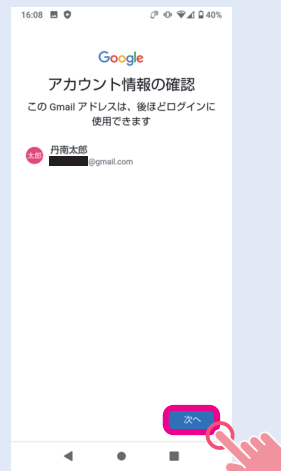 16:08 40%
Google
アカウント情報の確認
この Gmail アドレスは、後ほどログインに
使用できます
太郎 丹南太郎
@gmail.com
次へ